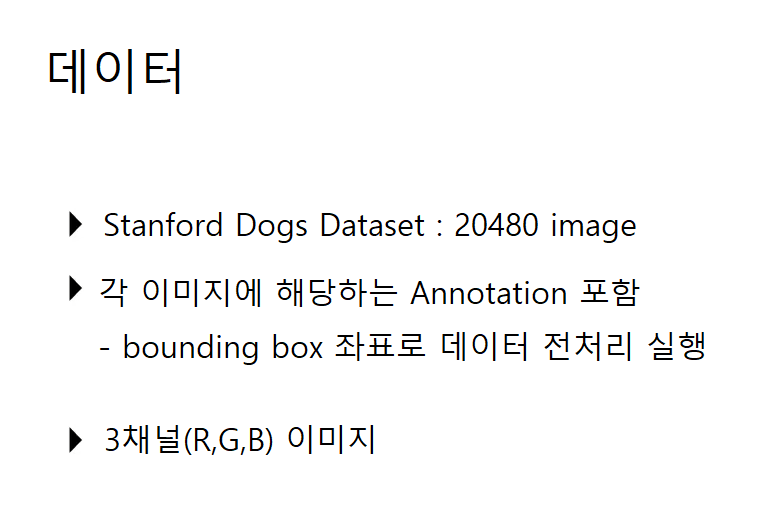 데이터
Stanford Dogs Dataset : 20480 image
각 이미지에 해당하는 Annotation 포함
- bounding box 좌표로 데이터 전처리 실행
3채널(R,G,B) 이미지